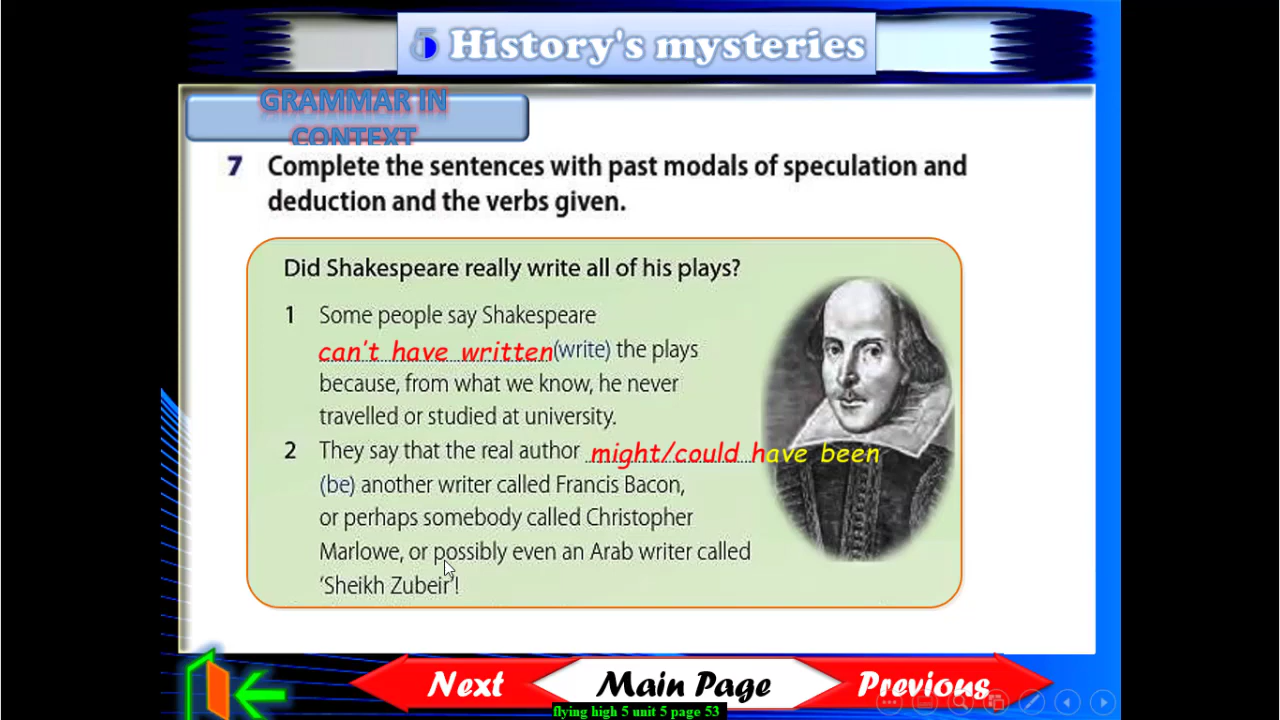 5 History's mysteries
GRAMMAR IN
CONTEXT
7 Complete the sentences with past modals of speculation and
deduction and the verbs given.
Did Shakespeare really write all of his plays?
1 Some people say Shakespeare
can't have written (write) the plays
because, from what we know, he never
travelled or studied at university.
2 They say that the real author might/could have been
(be) another writer called Francis Bacon,
or perhaps somebody called Christopher
Marlowe, or possibly even an Arab writer called
‘Sheikh Zubeir’!
Next Main Page Previous
flying high 5 unit 5 page 53